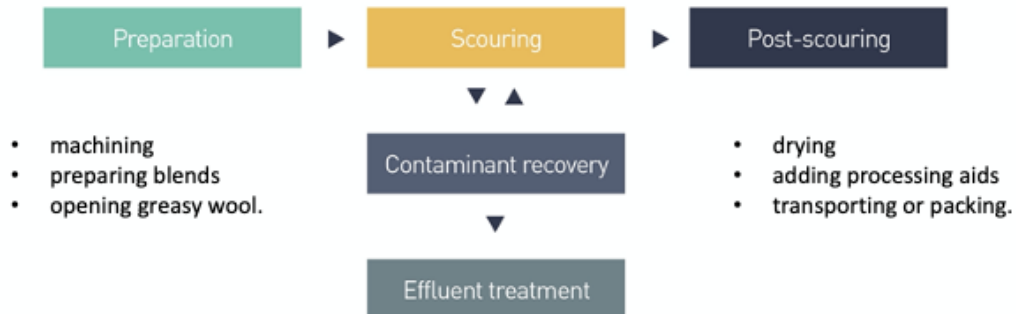 Preparation
Scouring
Post-scouring
• machining
• preparing blends
• opening greasy wool.
Contaminant recovery
• drying
• adding processing aids
• transporting or packing.
Effluent treatment